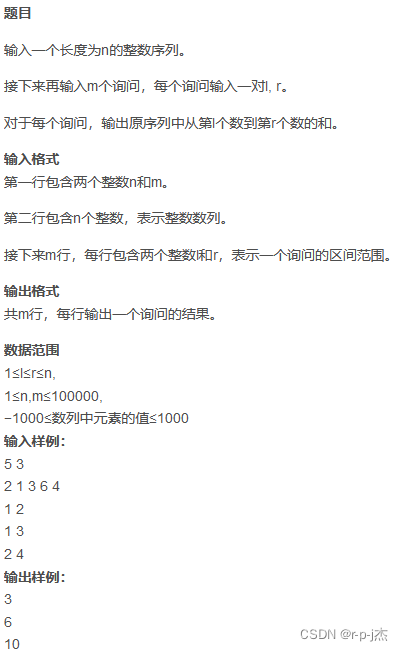 题目
输入一个长度为n的整数序列。
接下来再输入m个询问，每个询问输入一对l, r。
对于每个询问，输出原序列中从第l个数到第r个数的和。
输入格式
第一行包含两个整数n和m。
第二行包含n个整数，表示整数数列。
接下来m行，每行包含两个整数l和r，表示一个询问的区间范围。
输出格式
共m行，每行输出一个询问的结果。
数据范围
1≤l≤r≤n,
1≤n,m≤100000,
−1000≤数列中元素的值≤1000
输入样例：
5 3
2 1 3 6 4
1 2
1 3
2 4
输出样例：
3
6
10
CSDN @r-p-j杰